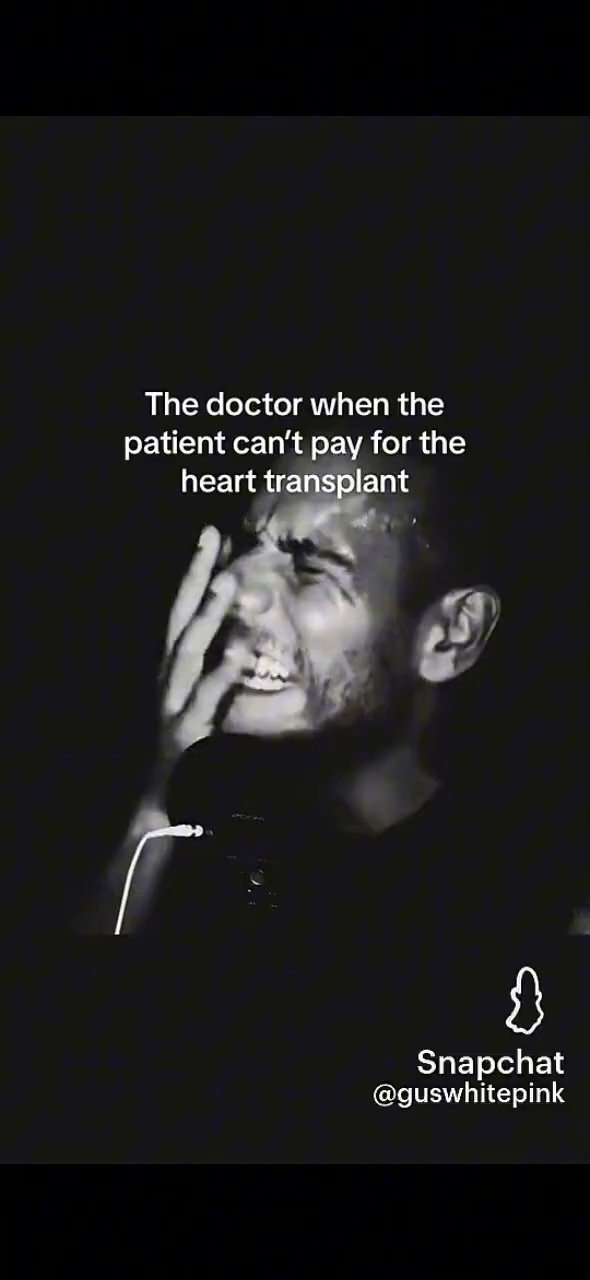 The doctor when the
patient can't pay for the
heart transplant
Snapchat
@guswhitepink